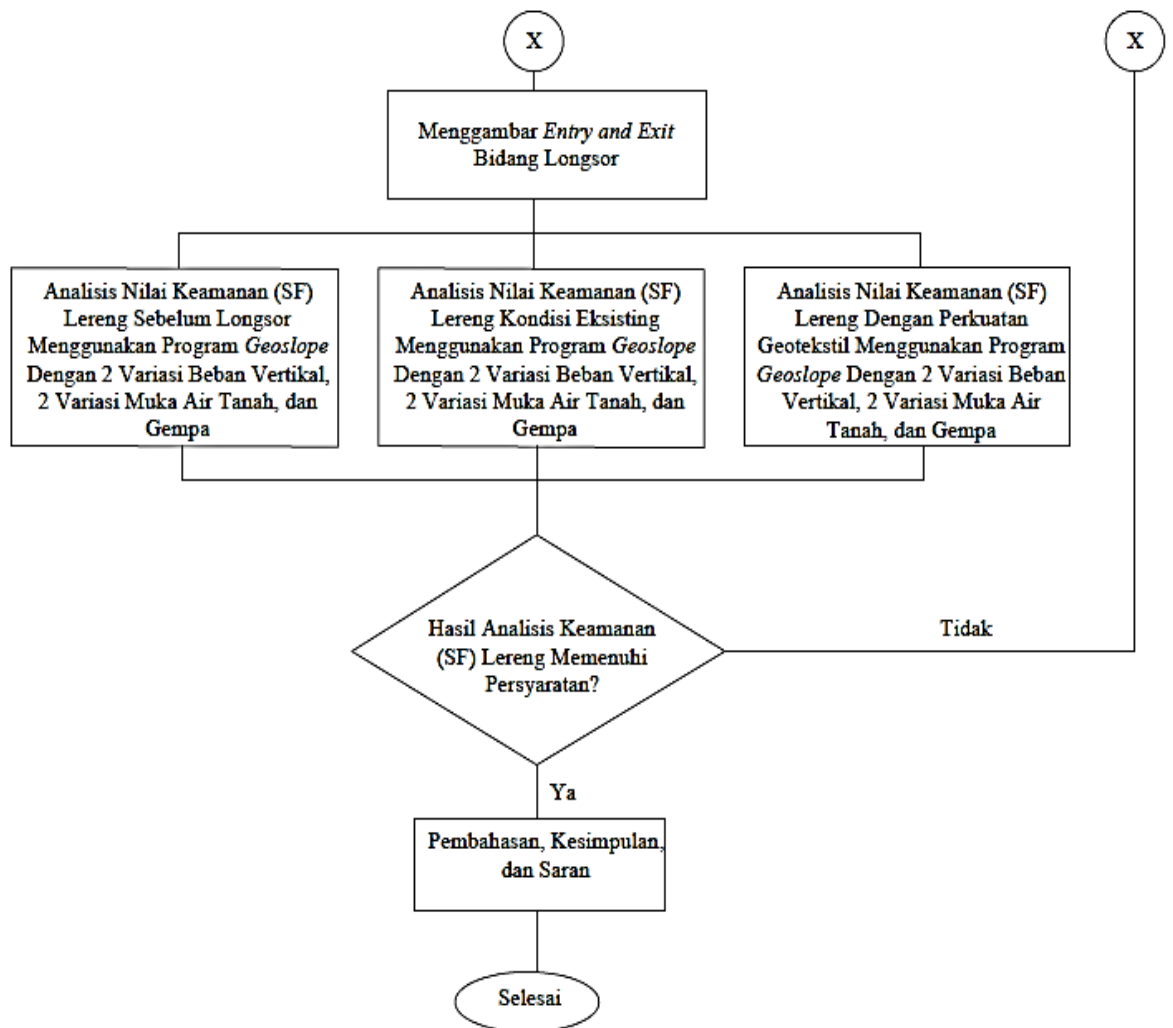 X
X
Menggambar Entry and Exit
Bidang Longsor
Analisis Nilai Keamanan (SF)
Lereng Sebelum Longsor
Menggunakan Program Geoslope
Dengan 2 Variasi Beban Vertikal,
2 Variasi Muka Air Tanah, dan
Gempa
Analisis Nilai Keamanan (SF)
Lereng Kondisi Eksisting
Menggunakan Program Geoslope
Dengan 2 Variasi Beban Vertikal,
2 Variasi Muka Air Tanah, dan
Gempa
Analisis Nilai Keamanan (SF)
Lereng Dengan Perkuatan
Geotekstil Menggunakan Program
Geoslope Dengan 2 Variasi Beban
Vertikal, 2 Variasi Muka Air
Tanah, dan Gempa
Hasil Analisis Keamanan
(SF) Lereng Memenuhi
Persyaratan?
Tidak
Ya
Pembahasan, Kesimpulan,
dan Saran
Selesai